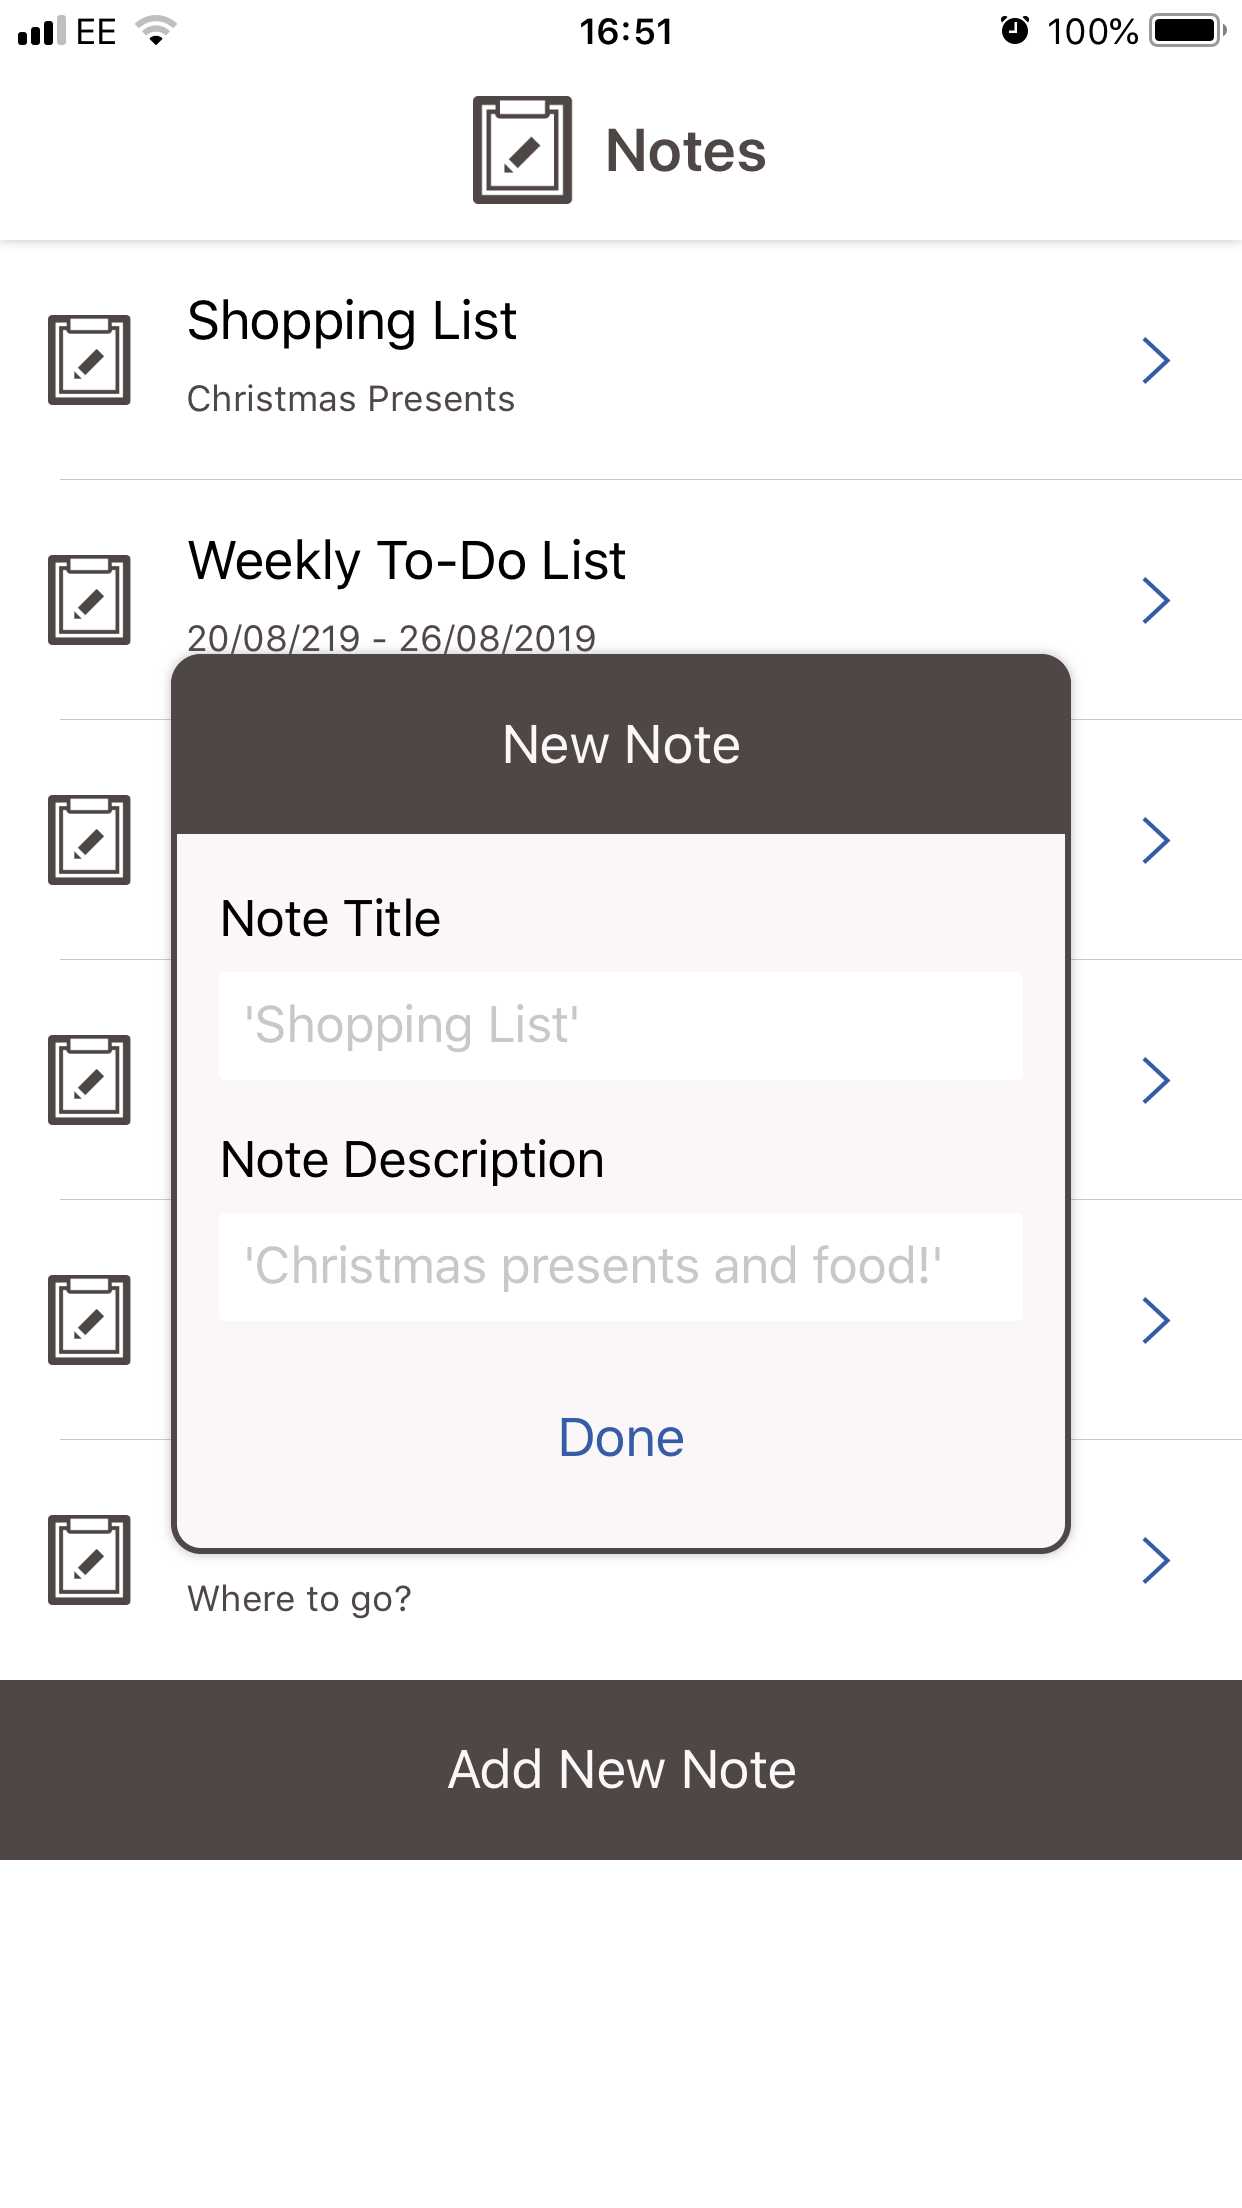 EE 16:51 100%
Notes
Shopping List
Christmas Presents
Weekly To-Do List
20/08/219 - 26/08/2019
New Note
Note Title
'Shopping List'
Note Description
'Christmas presents and food!'
Done
Where to go?
Add New Note